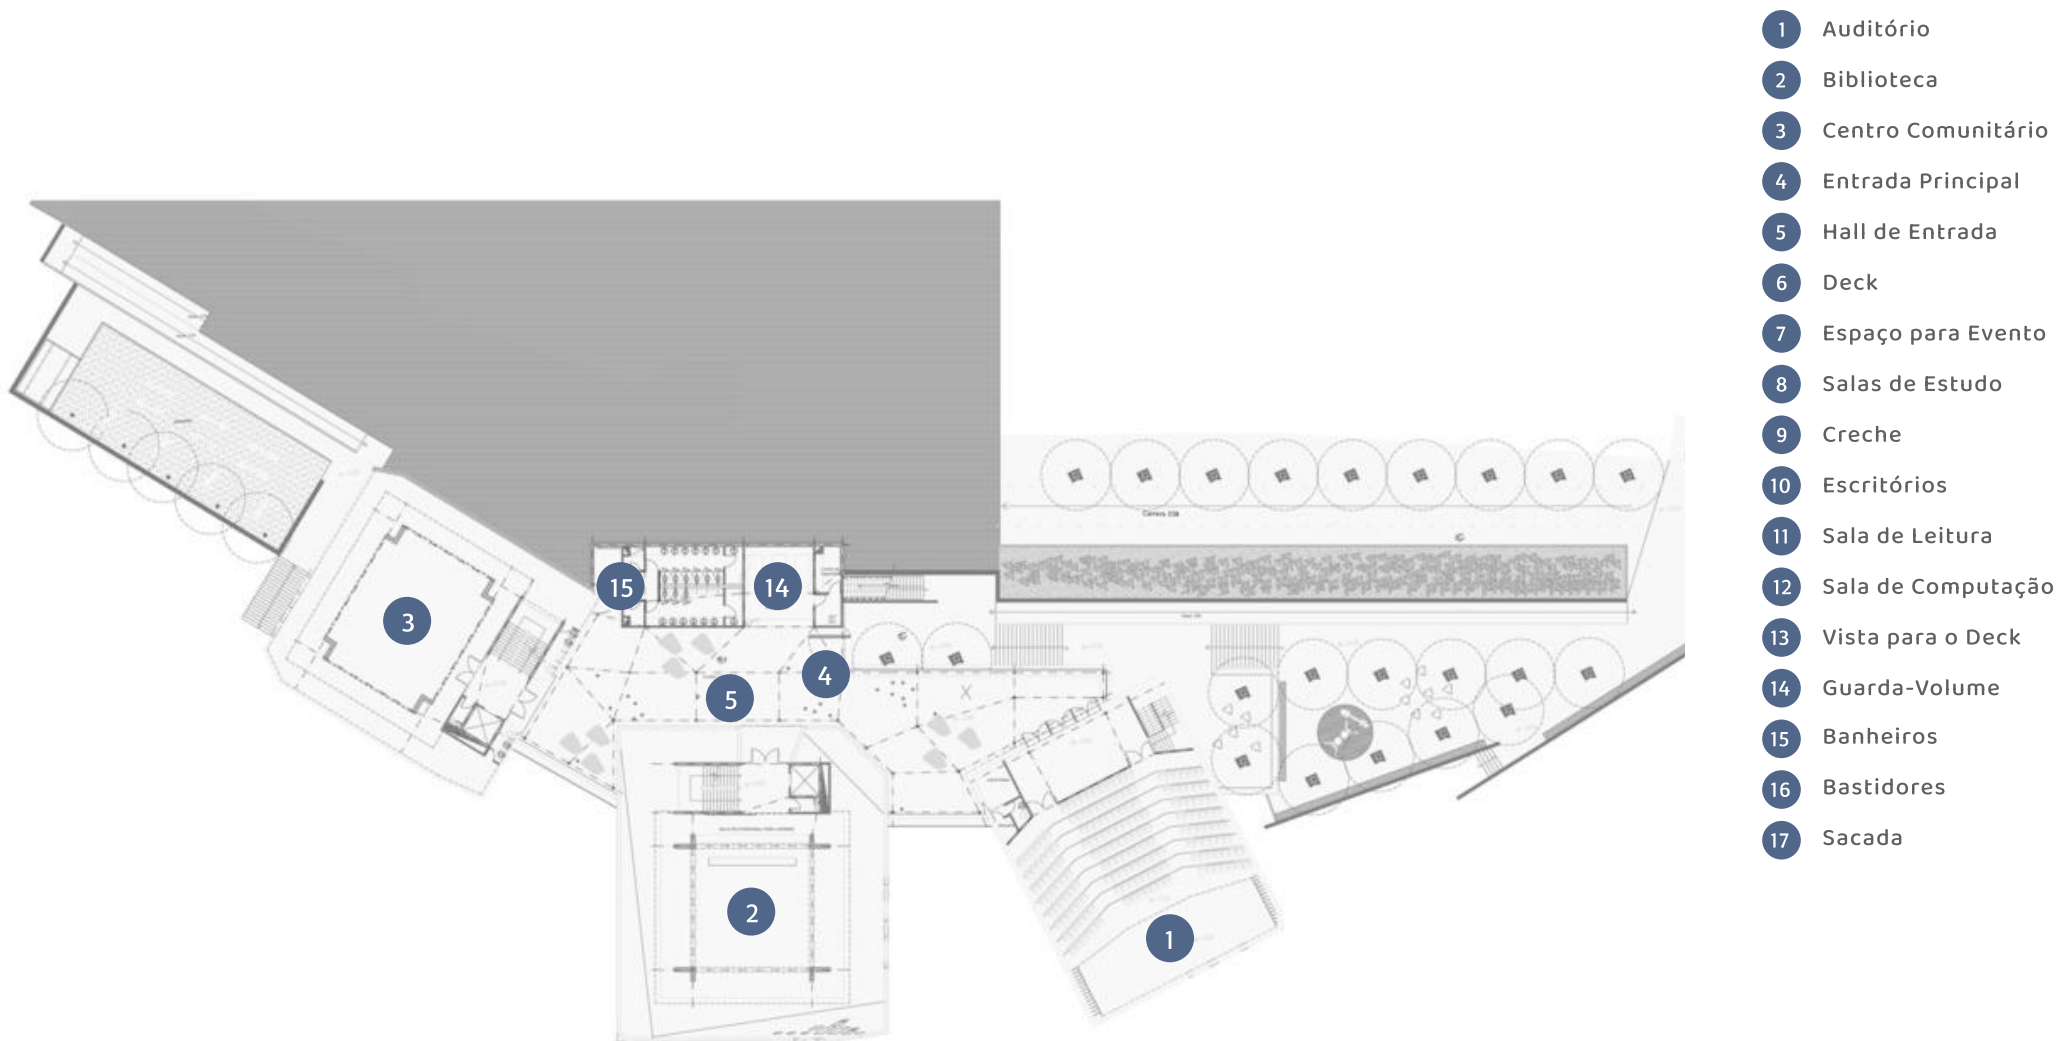 1 Auditório
2 Biblioteca
3 Centro Comunitário
4 Entrada Principal
5 Hall de Entrada
6 Deck
7 Espaço para Evento
8 Salas de Estudo
9 Creche
10 Escritórios
11 Sala de Leitura
12 Sala de Computação
13 Vista para o Deck
14 Guarda-Volume
15 Banheiros
16 Bastidores
17 Sacada
15
14
3
4
5
2
1